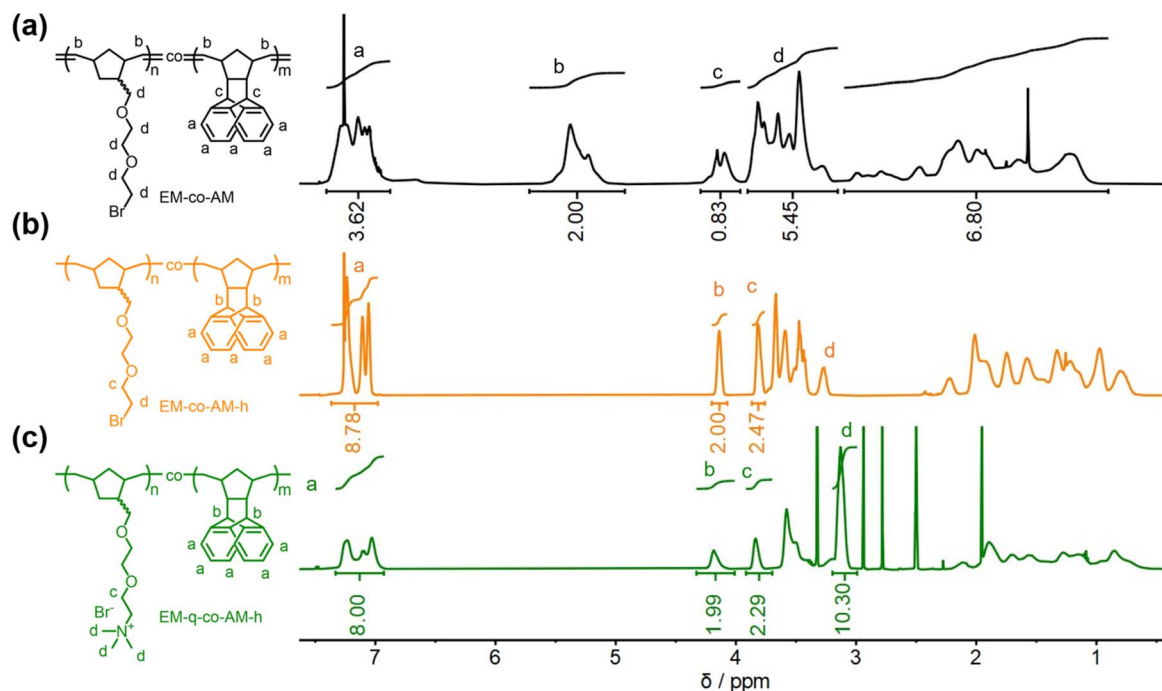 (a)
b b co b b
n m
d c c
O a a
d d a a a a
O
d d
Br EM-co-AM
a b c d
3.62 2.00 0.83 5.45 6.80
(b)
co
n m
b b
O a a
a a a a
O
c d
Br EM-co-AM-h
a b c d
8.78 2.00 2.47
(c)
co
n m
b b
O a a
a a a a
O
c
Br-
N+
d d d
EM-q-co-AM-h
a b c d
8.00 1.99 2.29 10.30
7 6 5 4 3 2 1
δ / ppm